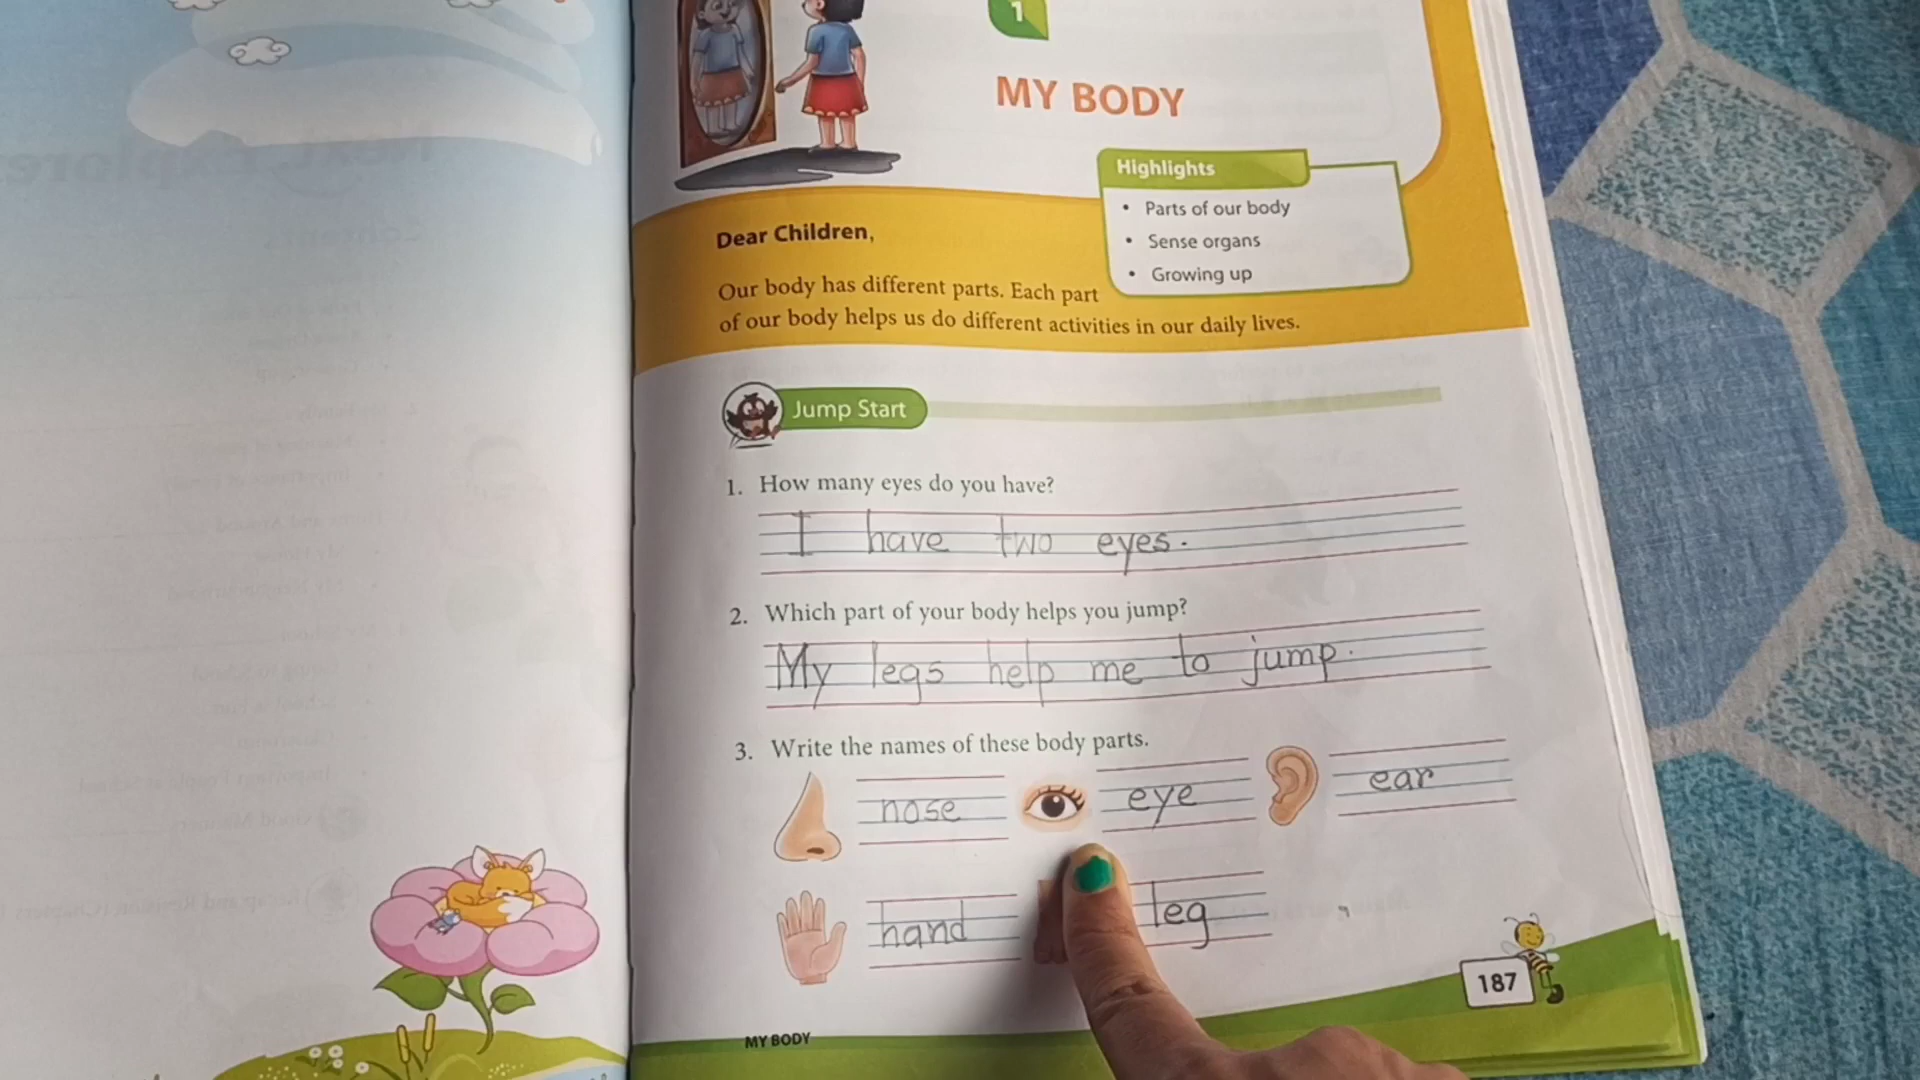 1
MY BODY
Highlights
• Parts of our body
• Sense organs
• Growing up
Dear Children,
Our body has different parts. Each part
of our body helps us do different activities in our daily lives.
Jump Start
1. How many eyes do you have?
I have two eyes.
2. Which part of your body helps you jump?
My legs help me to jump.
3. Write the names of these body parts.
nose eye ear
hand leg
187
MY BODY